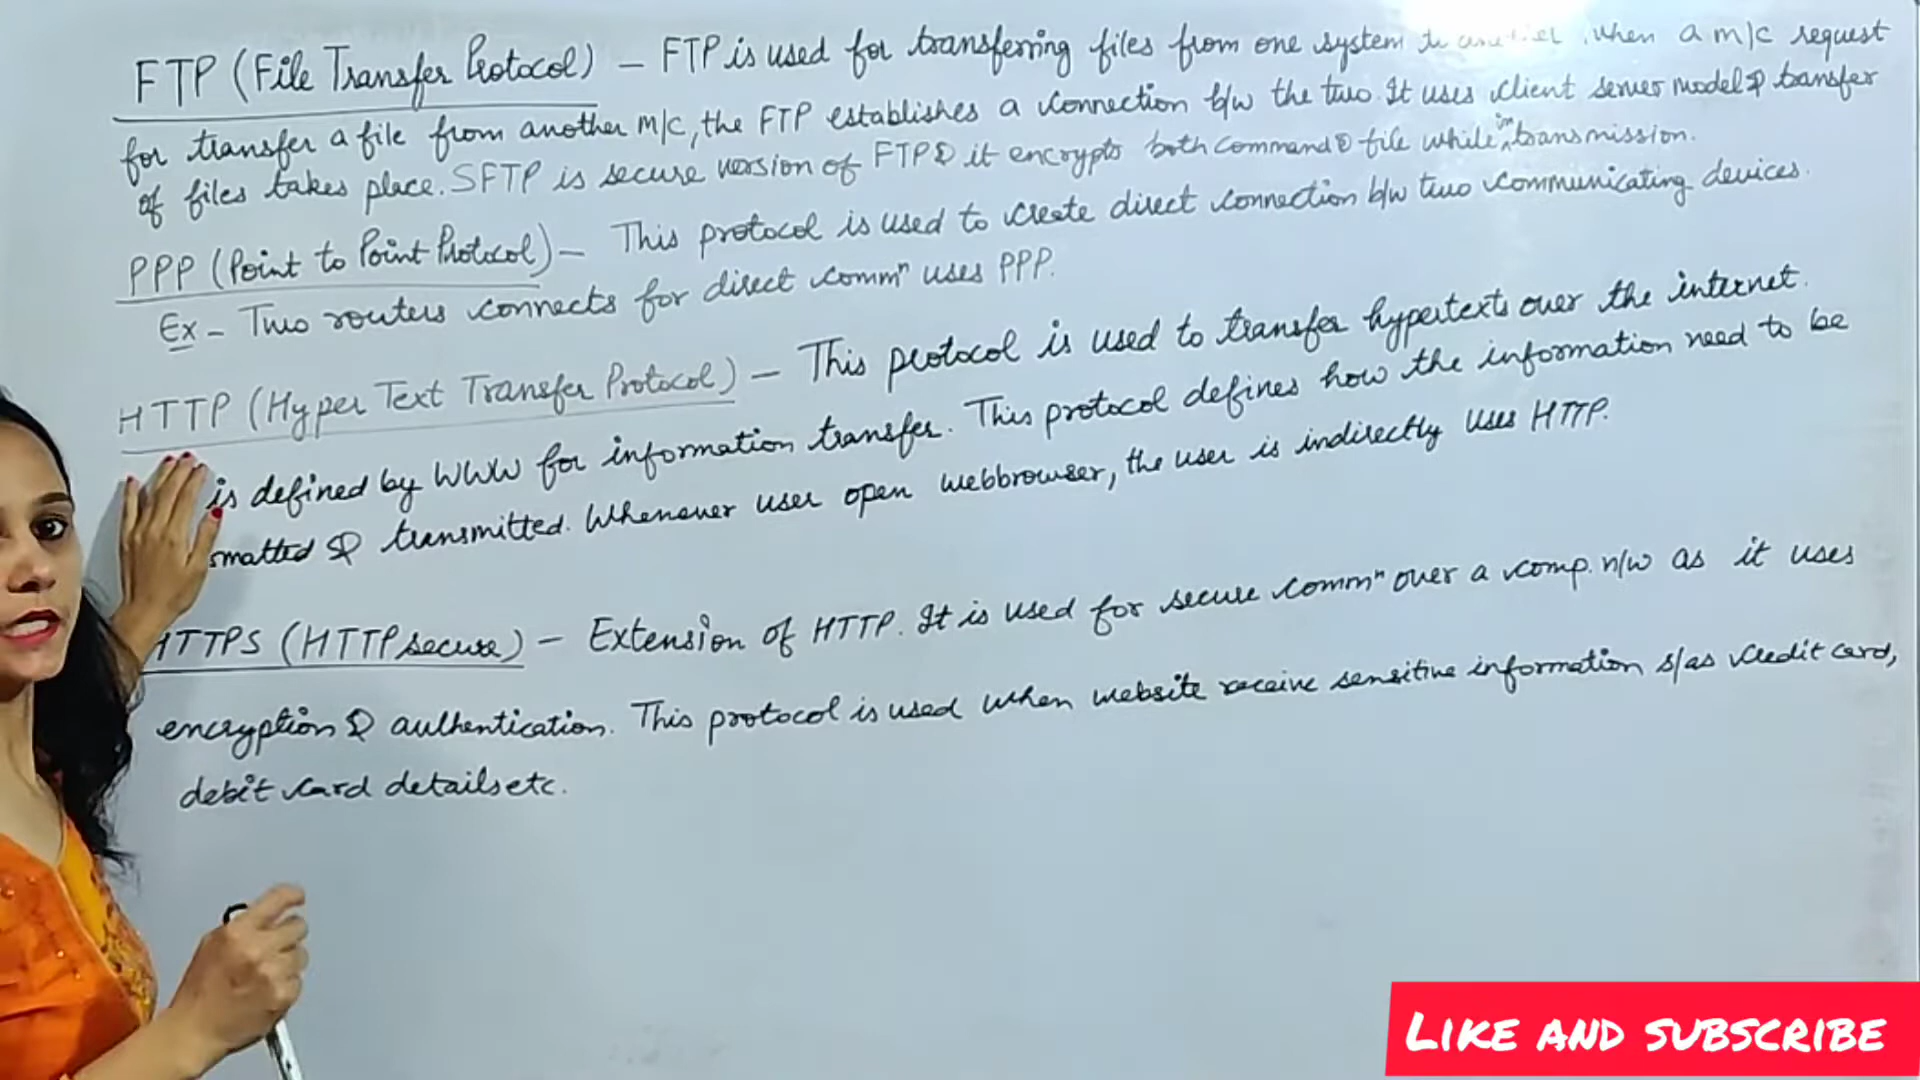 FTP (File Transfer Protocol) – FTP is used for transferring files from one system , when a m/c request
for transfer a file from another m/c, the FTP establishes a connection b/w the two. It uses client server model & transfer
of files takes place. SFTP is secure version of FTP & it encrypts both command & file while in transmission.
PPP (Point to Point Protocol) – This protocol is used to create direct connection b/w two communicating devices.
Ex – Two routers connects for direct commⁿ uses PPP.
HTTP (Hyper Text Transfer Protocol) – This protocol is used to transfer hypertexts over the internet.
is defined by WWW for information transfer. This protocol defines how the information need to be
matted & transmitted. Whenever user open webbrowser, the user is indirectly uses HTTP.
HTTPS (HTTP secure) – Extension of HTTP. It is used for secure commⁿ over a comp. n/w as it uses
encryption & authentication. This protocol is used when website receive sensitive information s/as credit card,
debit card details etc.
LIKE AND SUBSCRIBE